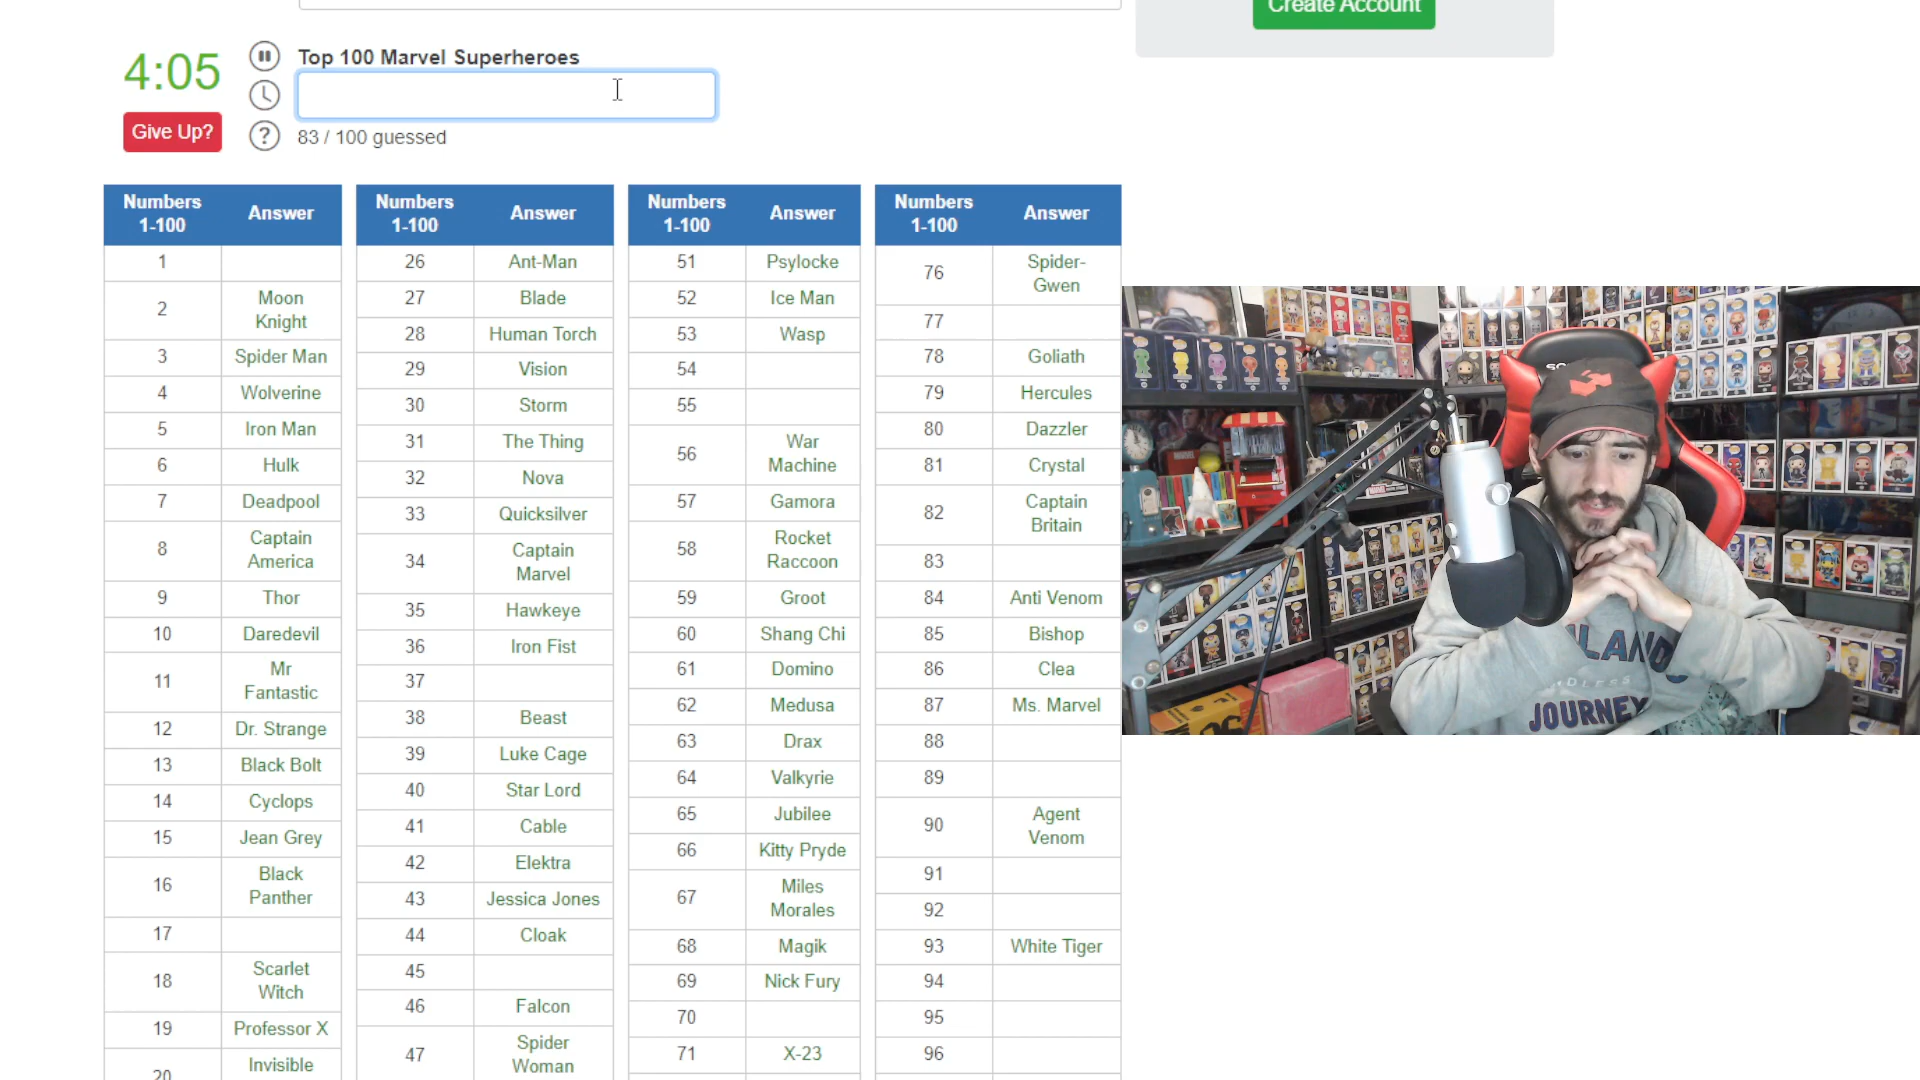 Create Account
4:05
Top 100 Marvel Superheroes
Give Up?
83 / 100 guessed
Numbers 1-100 Answer
1
2 Moon Knight
3 Spider Man
4 Wolverine
5 Iron Man
6 Hulk
7 Deadpool
8 Captain America
9 Thor
10 Daredevil
11 Mr Fantastic
12 Dr. Strange
13 Black Bolt
14 Cyclops
15 Jean Grey
16 Black Panther
17
18 Scarlet Witch
19 Professor X
20 Invisible
Numbers 1-100 Answer
26 Ant-Man
27 Blade
28 Human Torch
29 Vision
30 Storm
31 The Thing
32 Nova
33 Quicksilver
34 Captain Marvel
35 Hawkeye
36 Iron Fist
37
38 Beast
39 Luke Cage
40 Star Lord
41 Cable
42 Elektra
43 Jessica Jones
44 Cloak
45
46 Falcon
47 Spider Woman
Numbers 1-100 Answer
51 Psylocke
52 Ice Man
53 Wasp
54
55
56 War Machine
57 Gamora
58 Rocket Raccoon
59 Groot
60 Shang Chi
61 Domino
62 Medusa
63 Drax
64 Valkyrie
65 Jubilee
66 Kitty Pryde
67 Miles Morales
68 Magik
69 Nick Fury
70
71 X-23
Numbers 1-100 Answer
76 Spider-Gwen
77
78 Goliath
79 Hercules
80 Dazzler
81 Crystal
82 Captain Britain
83
84 Anti Venom
85 Bishop
86 Clea
87 Ms. Marvel
88
89
90 Agent Venom
91
92
93 White Tiger
94
95
96
JOURNEY